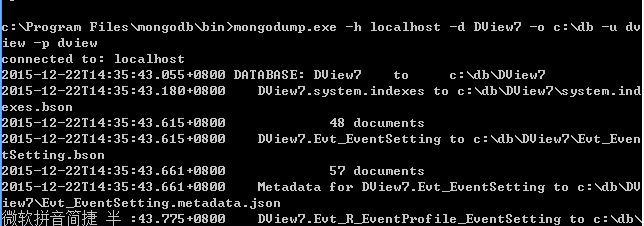 c:\Program Files\mongodb\bin>mongodump.exe -h localhost -d DView7 -o c:\db -u dv
iew -p dview
connected to: localhost
2015-12-22T14:35:43.055+0800 DATABASE: DView7    to    c:\db\DView7
2015-12-22T14:35:43.180+0800    DView7.system.indexes to c:\db\DView7\system.ind
exes.bson
2015-12-22T14:35:43.615+0800            48 documents
2015-12-22T14:35:43.615+0800    DView7.Evt_EventSetting to c:\db\DView7\Evt_Even
tSetting.bson
2015-12-22T14:35:43.661+0800            57 documents
2015-12-22T14:35:43.661+0800    Metadata for DView7.Evt_EventSetting to c:\db\DV
iew7\Evt_EventSetting.metadata.json
微软拼音简捷 半 :43.775+0800    DView7.Evt_R_EventProfile_EventSetting to c:\db\